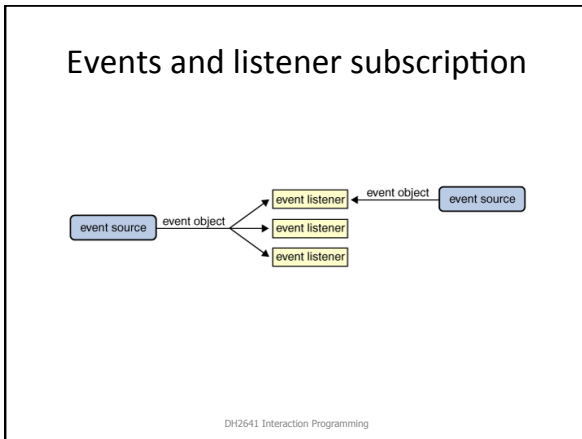 Events and listener subscription
event source
event object
event listener
event object
event source
event listener
event listener
DH2641 Interaction Programming